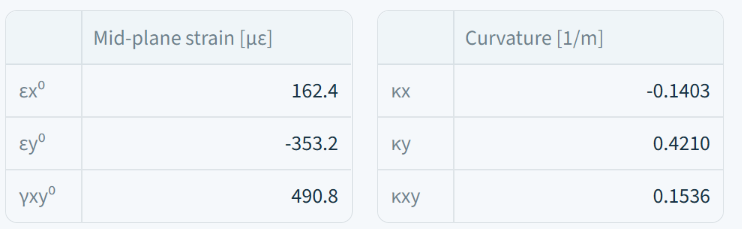 Mid-plane strain [με]
εx⁰ 162.4
εy⁰ -353.2
γxy⁰ 490.8
Curvature [1/m]
κx -0.1403
κy 0.4210
κxy 0.1536